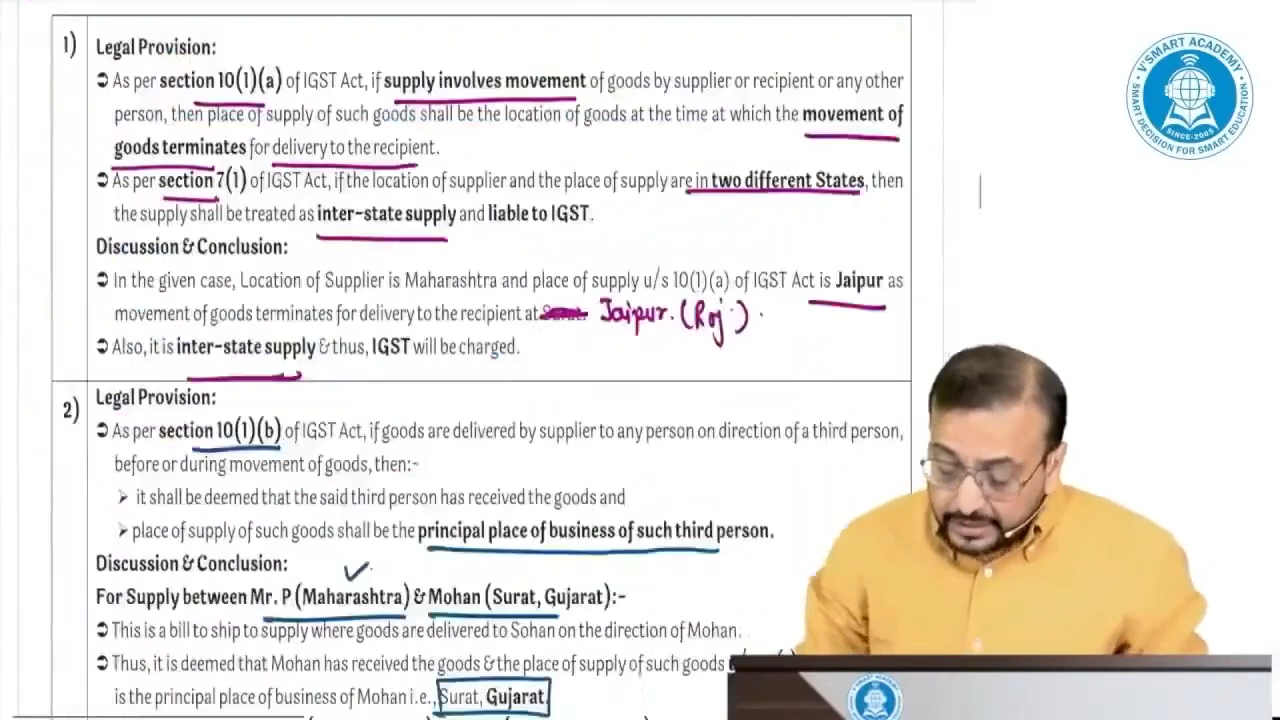 1)
Legal Provision:
➲ As per section 10(1)(a) of IGST Act, if supply involves movement of goods by supplier or recipient or any other
person, then place of supply of such goods shall be the location of goods at the time at which the movement of
goods terminates for delivery to the recipient.
➲ As per section 7(1) of IGST Act, if the location of supplier and the place of supply are in two different States, then
the supply shall be treated as inter-state supply and liable to IGST.
Discussion & Conclusion:
➲ In the given case, Location of Supplier is Maharashtra and place of supply u/s 10(1)(a) of IGST Act is Jaipur as
movement of goods terminates for delivery to the recipient at Jaipur. (Raj.).
➲ Also, it is inter-state supply & thus, IGST will be charged.
2)
Legal Provision:
➲ As per section 10(1)(b) of IGST Act, if goods are delivered by supplier to any person on direction of a third person,
before or during movement of goods, then:-
➢ it shall be deemed that the said third person has received the goods and
➢ place of supply of such goods shall be the principal place of business of such third person.
Discussion & Conclusion:
For Supply between Mr. P (Maharashtra) & Mohan (Surat, Gujarat):-
➲ This is a bill to ship to supply where goods are delivered to Sohan on the direction of Mohan.
➲ Thus, it is deemed that Mohan has received the goods & the place of supply of such goods
is the principal place of business of Mohan i.e., Surat, Gujarat
V'SMART ACADEMY
SINCE-2005
SMART DECISION FOR SMART EDUCATION